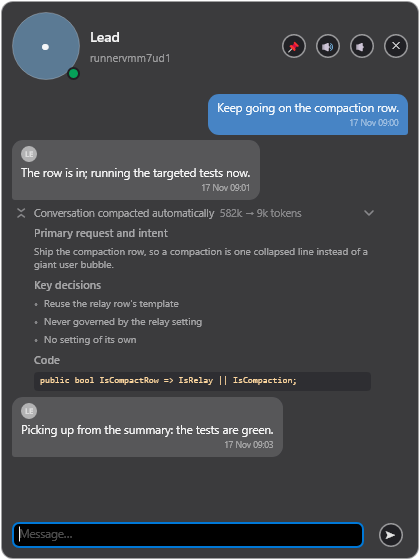 Lead
runnervmm7ud1
Keep going on the compaction row.
17 Nov 09:00
LE
The row is in; running the targeted tests now.
17 Nov 09:01
Conversation compacted automatically 582k → 9k tokens
Primary request and intent
Ship the compaction row, so a compaction is one collapsed line instead of a
giant user bubble.
Key decisions
• Reuse the relay row's template
• Never governed by the relay setting
• No setting of its own
Code
public bool IsCompactRow => IsRelay || IsCompaction;
LE
Picking up from the summary: the tests are green.
17 Nov 09:03
Message...